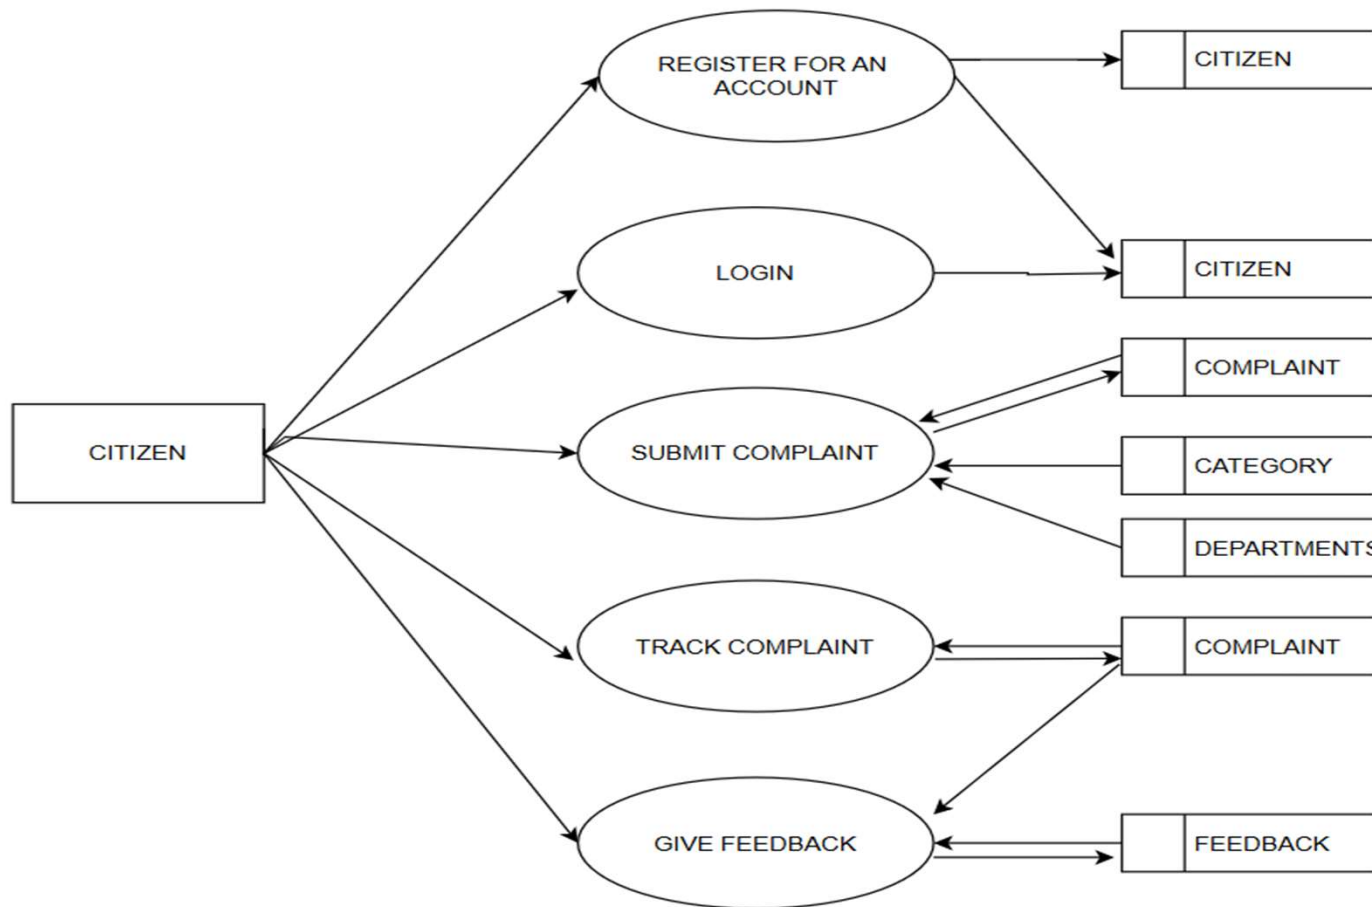 REGISTER FOR AN
ACCOUNT
CITIZEN
LOGIN
CITIZEN
COMPLAINT
CITIZEN
SUBMIT COMPLAINT
CATEGORY
DEPARTMENTS
TRACK COMPLAINT
COMPLAINT
GIVE FEEDBACK
FEEDBACK